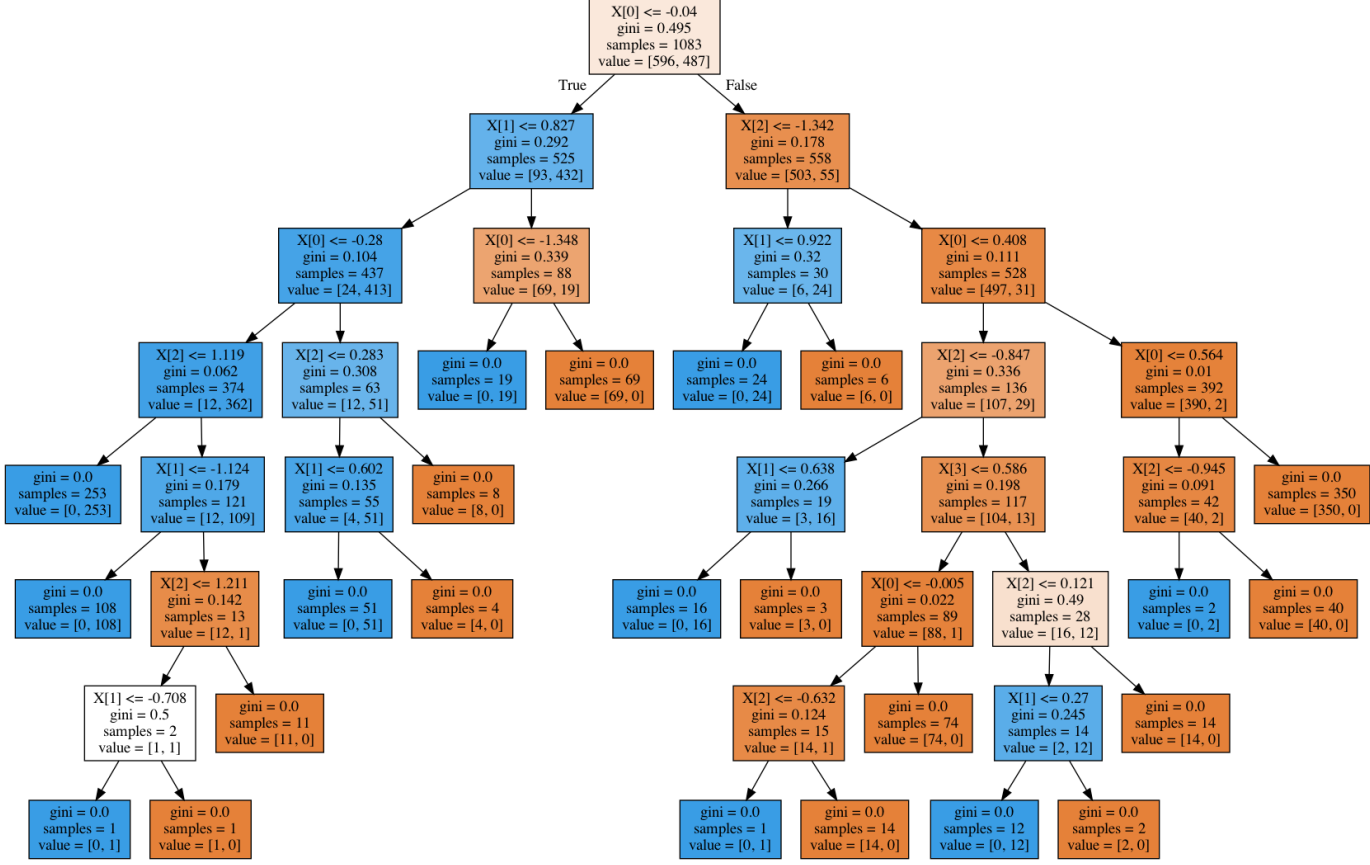 X[0] <= -0.04
gini = 0.495
samples = 1083
value = [596, 487]
True
False
X[1] <= 0.827
gini = 0.292
samples = 525
value = [93, 432]
X[2] <= -1.342
gini = 0.178
samples = 558
value = [503, 55]
X[0] <= -0.28
gini = 0.104
samples = 437
value = [24, 413]
X[0] <= -1.348
gini = 0.339
samples = 88
value = [69, 19]
X[1] <= 0.922
gini = 0.32
samples = 30
value = [6, 24]
X[0] <= 0.408
gini = 0.111
samples = 528
value = [497, 31]
X[2] <= 1.119
gini = 0.062
samples = 374
value = [12, 362]
X[2] <= 0.283
gini = 0.308
samples = 63
value = [12, 51]
gini = 0.0
samples = 19
value = [0, 19]
gini = 0.0
samples = 69
value = [69, 0]
gini = 0.0
samples = 24
value = [0, 24]
gini = 0.0
samples = 6
value = [6, 0]
X[2] <= -0.847
gini = 0.336
samples = 136
value = [107, 29]
X[0] <= 0.564
gini = 0.01
samples = 392
value = [390, 2]
gini = 0.0
samples = 253
value = [0, 253]
X[1] <= -1.124
gini = 0.179
samples = 121
value = [12, 109]
X[1] <= 0.602
gini = 0.135
samples = 55
value = [4, 51]
gini = 0.0
samples = 8
value = [8, 0]
X[1] <= 0.638
gini = 0.266
samples = 19
value = [3, 16]
X[3] <= 0.586
gini = 0.198
samples = 117
value = [104, 13]
X[2] <= -0.945
gini = 0.091
samples = 42
value = [40, 2]
gini = 0.0
samples = 350
value = [350, 0]
gini = 0.0
samples = 108
value = [0, 108]
X[2] <= 1.211
gini = 0.142
samples = 13
value = [12, 1]
gini = 0.0
samples = 51
value = [0, 51]
gini = 0.0
samples = 4
value = [4, 0]
gini = 0.0
samples = 16
value = [0, 16]
gini = 0.0
samples = 3
value = [3, 0]
X[0] <= -0.005
gini = 0.022
samples = 89
value = [88, 1]
X[2] <= 0.121
gini = 0.49
samples = 28
value = [16, 12]
gini = 0.0
samples = 2
value = [0, 2]
gini = 0.0
samples = 40
value = [40, 0]
X[1] <= -0.708
gini = 0.5
samples = 2
value = [1, 1]
gini = 0.0
samples = 11
value = [11, 0]
X[2] <= -0.632
gini = 0.124
samples = 15
value = [14, 1]
gini = 0.0
samples = 74
value = [74, 0]
X[1] <= 0.27
gini = 0.245
samples = 14
value = [2, 12]
gini = 0.0
samples = 14
value = [14, 0]
gini = 0.0
samples = 1
value = [0, 1]
gini = 0.0
samples = 1
value = [1, 0]
gini = 0.0
samples = 1
value = [0, 1]
gini = 0.0
samples = 14
value = [14, 0]
gini = 0.0
samples = 12
value = [0, 12]
gini = 0.0
samples = 2
value = [2, 0]